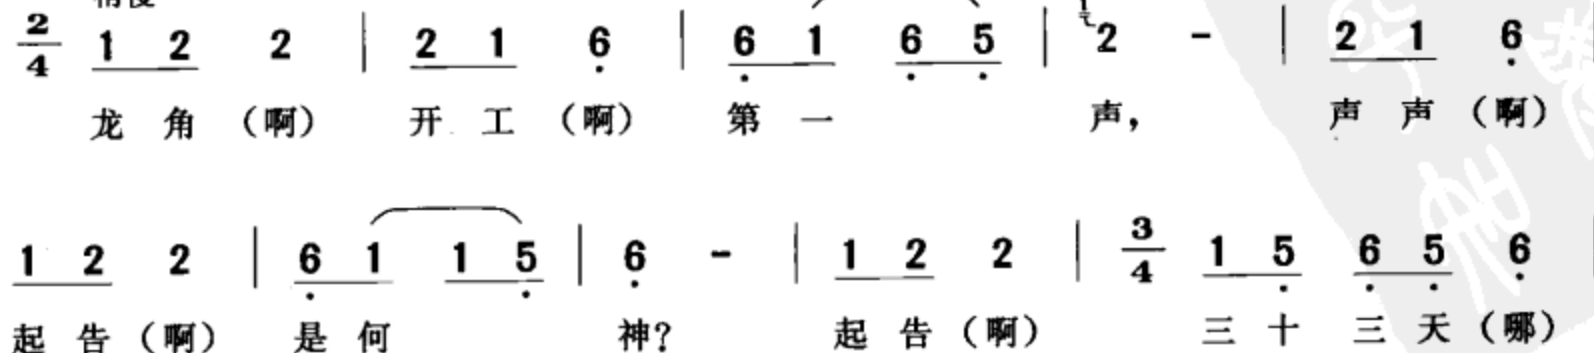 2/4 1 2 2 | 2 1 6 | 6 1 6 5 | 2 - | 2 1 6
龙 角 （啊） 开 工 （啊） 第 一 声， 声 声 （啊）
1 2 2 | 6 1 1 5 | 6 - | 1 2 2 | 3/4 1 5 6 5 6
起 告 （啊） 是 何 神？ 起 告 （啊） 三 十 三 天 （哪）